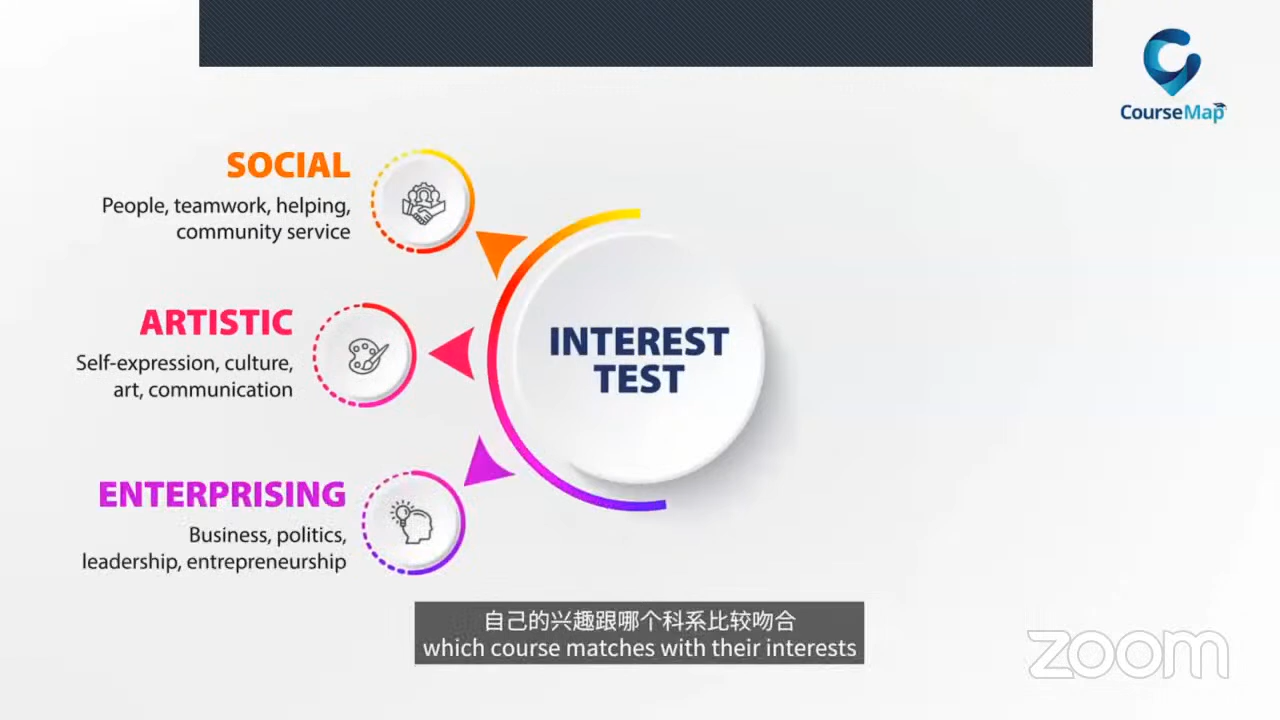 CourseMap
SOCIAL
People, teamwork, helping,
community service
ARTISTIC
Self-expression, culture,
art, communication
INTEREST
TEST
ENTERPRISING
Business, politics,
leadership, entrepreneurship
自己的兴趣跟哪个科系比较吻合
which course matches with their interests
zoom